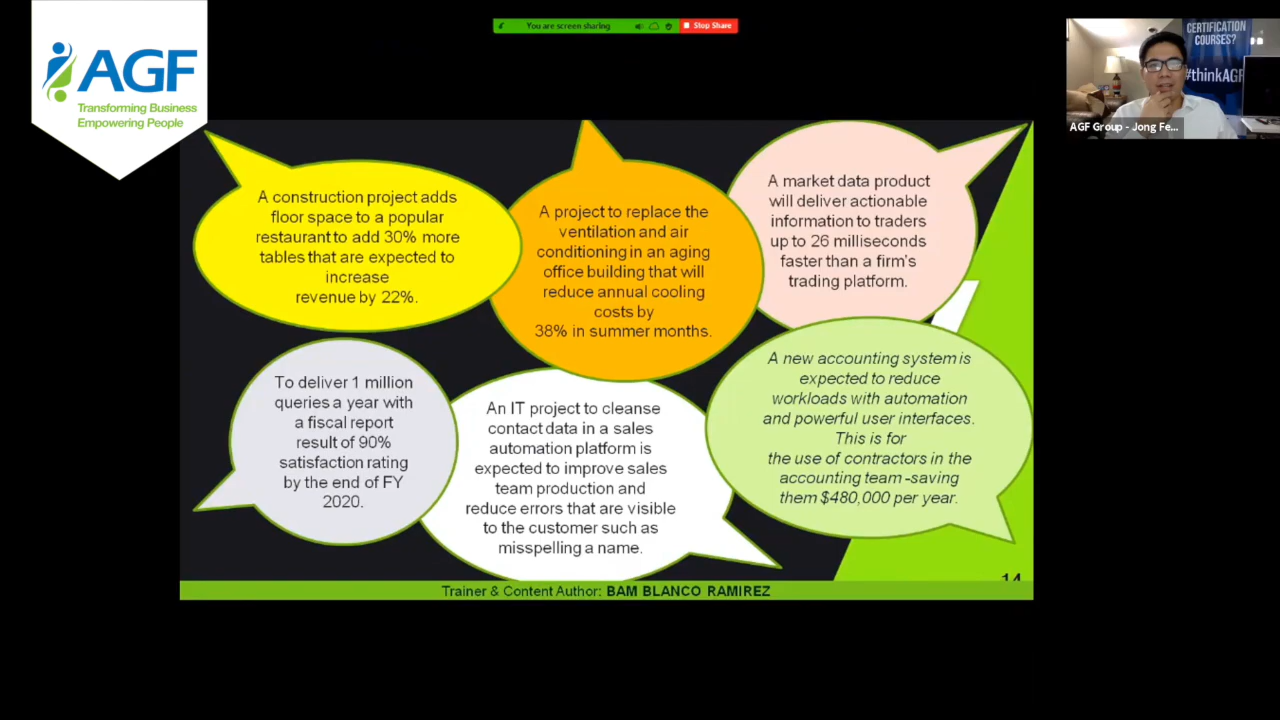 AGF
Transforming Business
Empowering People
You are screen sharing
Stop Share
CERTIFICATION
COURSES?
#thinkAGF
AGF Group - Jong Fe...
A construction project adds
floor space to a popular
restaurant to add 30% more
tables that are expected to
increase
revenue by 22%.
A project to replace the
ventilation and air
conditioning in an aging
office building that will
reduce annual cooling
costs by
38% in summer months.
A market data product
will deliver actionable
information to traders
up to 26 milliseconds
faster than a firm's
trading platform.
To deliver 1 million
queries a year with
a fiscal report
result of 90%
satisfaction rating
by the end of FY
2020.
An IT project to cleanse
contact data in a sales
automation platform is
expected to improve sales
team production and
reduce errors that are visible
to the customer such as
misspelling a name.
A new accounting system is
expected to reduce
workloads with automation
and powerful user interfaces.
This is for
the use of contractors in the
accounting team -saving
them $480,000 per year.
14
Trainer & Content Author: BAM BLANCO RAMIREZ